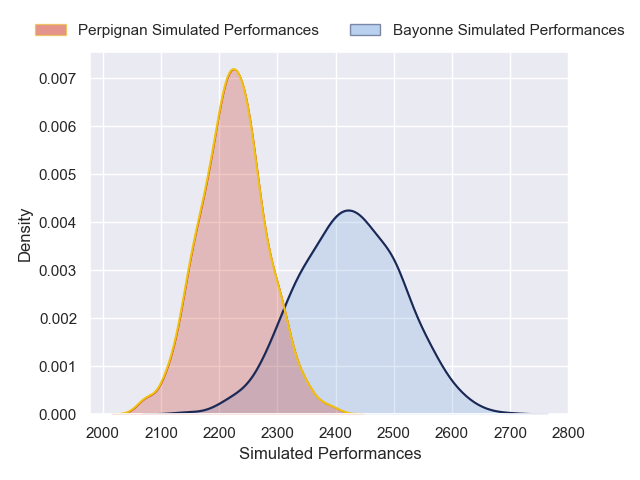 Perpignan Simulated Performances Bayonne Simulated Performances
0.007
0.006
0.005
0.004
0.003
0.002
0.001
0.000
Density
2000 2100 2200 2300 2400 2500 2600 2700 2800
Simulated Performances